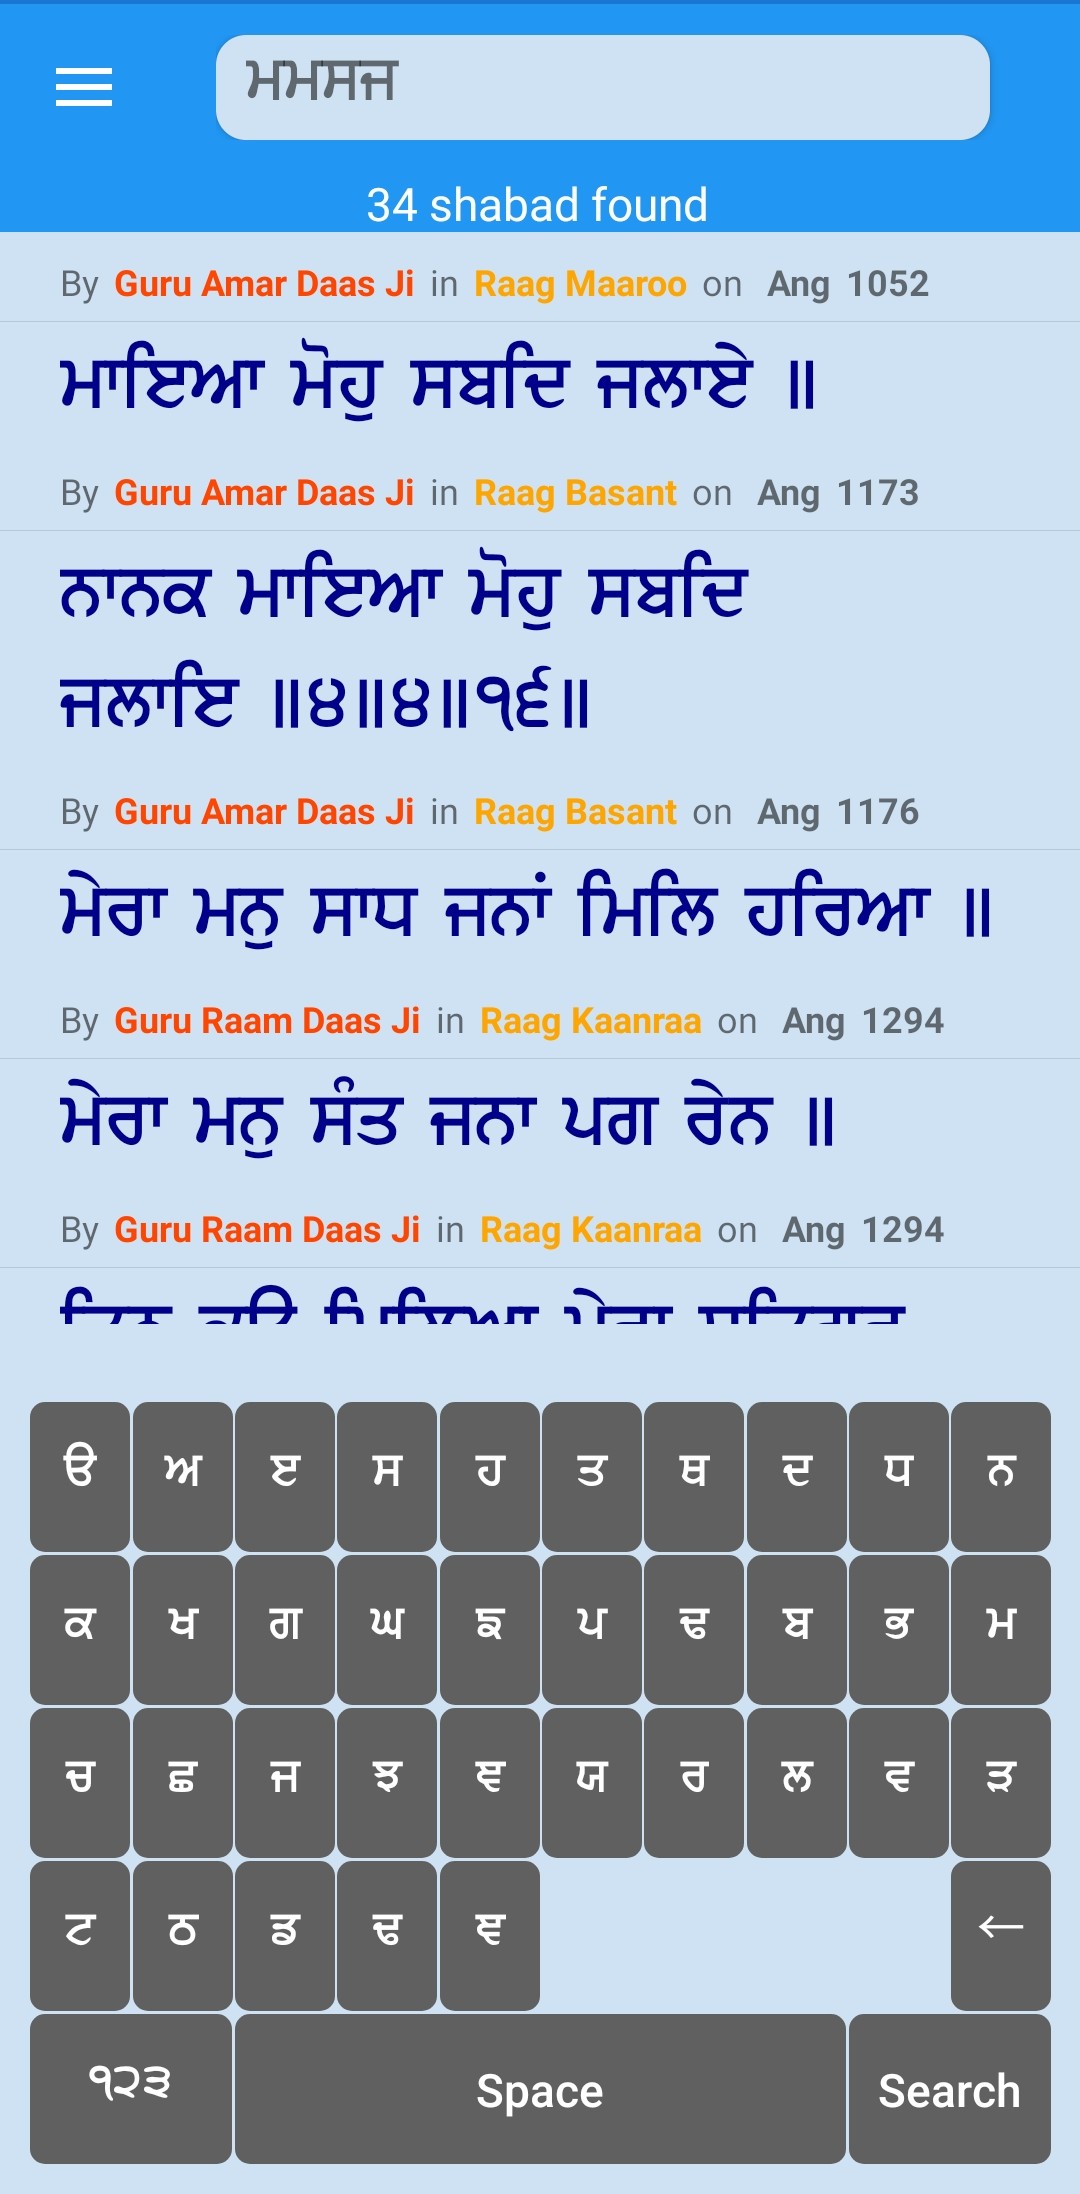 ਮਮਸਜ
34 shabad found
By Guru Amar Daas Ji in Raag Maaroo on Ang 1052
ਮਾਇਆ ਮੋਹੁ ਸਬਦਿ ਜਲਾਏ ॥
By Guru Amar Daas Ji in Raag Basant on Ang 1173
ਨਾਨਕ ਮਾਇਆ ਮੋਹੁ ਸਬਦਿ
ਜਲਾਇ ॥੪॥੪॥੧੬॥
By Guru Amar Daas Ji in Raag Basant on Ang 1176
ਮੇਰਾ ਮਨੁ ਸਾਧ ਜਨਾਂ ਮਿਲਿ ਹਰਿਆ ॥
By Guru Raam Daas Ji in Raag Kaanraa on Ang 1294
ਮੇਰਾ ਮਨੁ ਸੰਤ ਜਨਾ ਪਗ ਰੇਨ ॥
By Guru Raam Daas Ji in Raag Kaanraa on Ang 1294
ੳ ਅ ੲ ਸ ਹ ਤ ਥ ਦ ਧ ਨ
ਕ ਖ ਗ ਘ ਙ ਪ ਢ ਬ ਭ ਮ
ਚ ਛ ਜ ਝ ਞ ਯ ਰ ਲ ਵ ੜ
ਟ ਠ ਡ ਢ ਞ ←
੧੨੩ Space Search